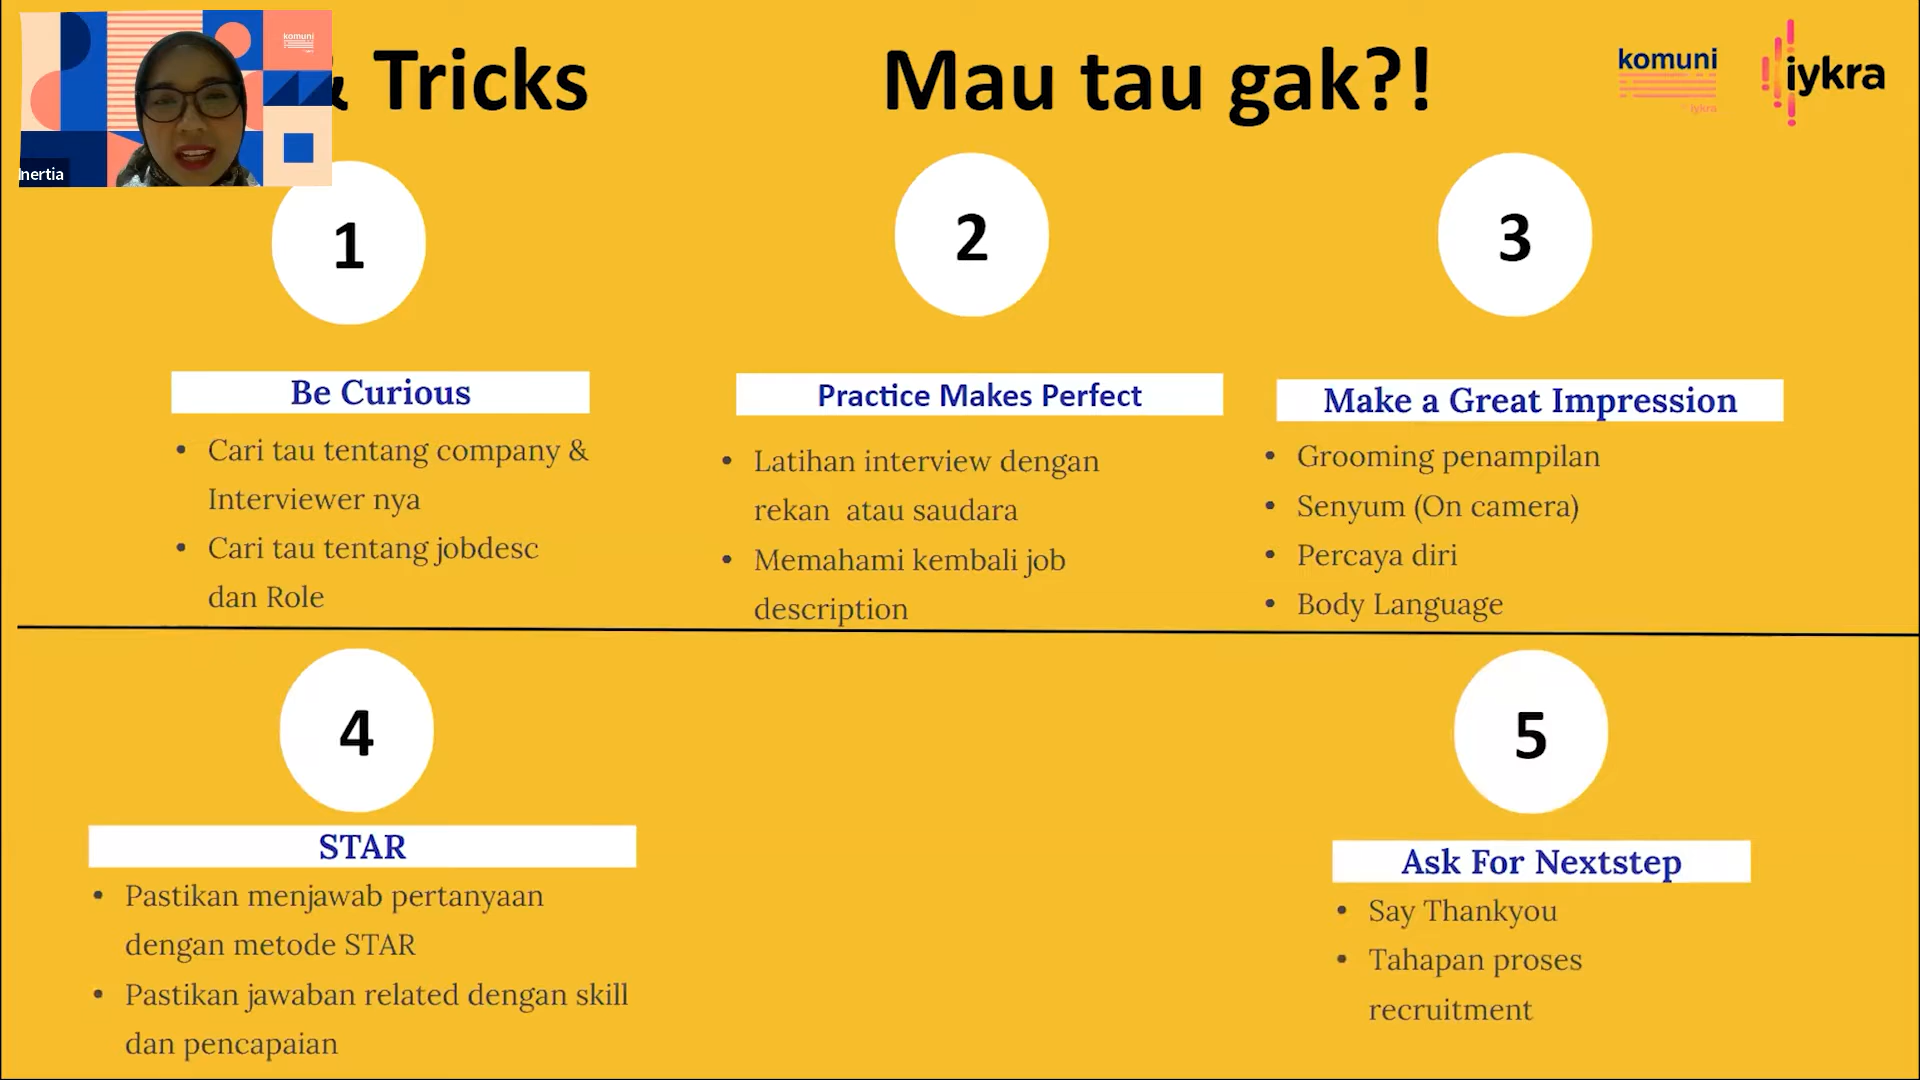 & Tricks
Mau tau gak?!
komuni
iykra
iykra
komuni
Inertia
1
2
3
Be Curious
• Cari tau tentang company &
Interviewer nya
• Cari tau tentang jobdesc
dan Role
Practice Makes Perfect
• Latihan interview dengan
rekan atau saudara
• Memahami kembali job
description
Make a Great Impression
• Grooming penampilan
• Senyum (On camera)
• Percaya diri
• Body Language
4
5
STAR
• Pastikan menjawab pertanyaan
dengan metode STAR
• Pastikan jawaban related dengan skill
dan pencapaian
Ask For Nextstep
• Say Thankyou
• Tahapan proses
recruitment